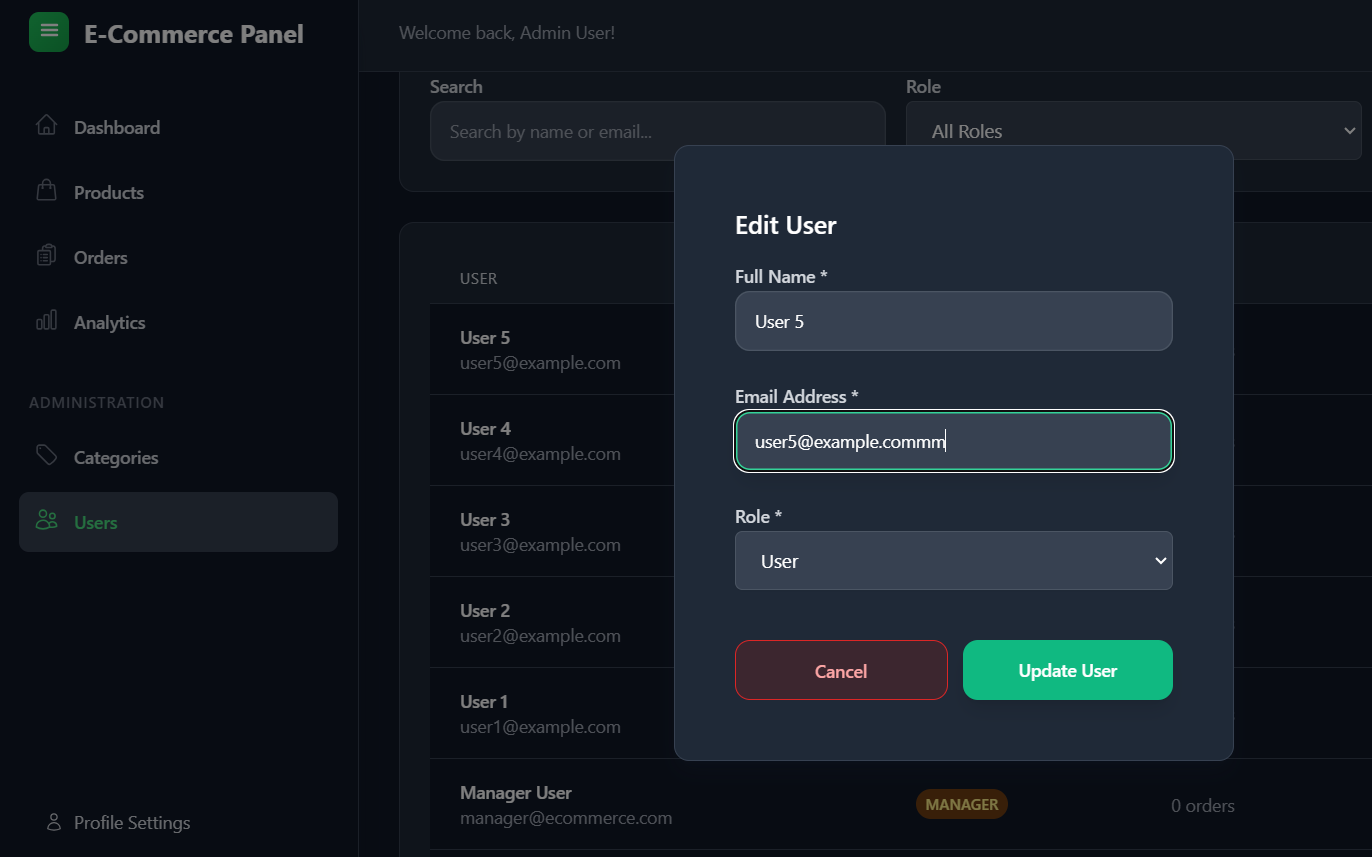 E-Commerce Panel
Dashboard
Products
Orders
Analytics
ADMINISTRATION
Categories
Users
Profile Settings
Welcome back, Admin User!
Search
Search by name or email...
Role
All Roles
USER
User 5
user5@example.com
User 4
user4@example.com
User 3
user3@example.com
User 2
user2@example.com
User 1
user1@example.com
Manager User
manager@ecommerce.com
MANAGER
0 orders
Edit User
Full Name *
User 5
Email Address *
user5@example.commm
Role *
User
Cancel
Update User